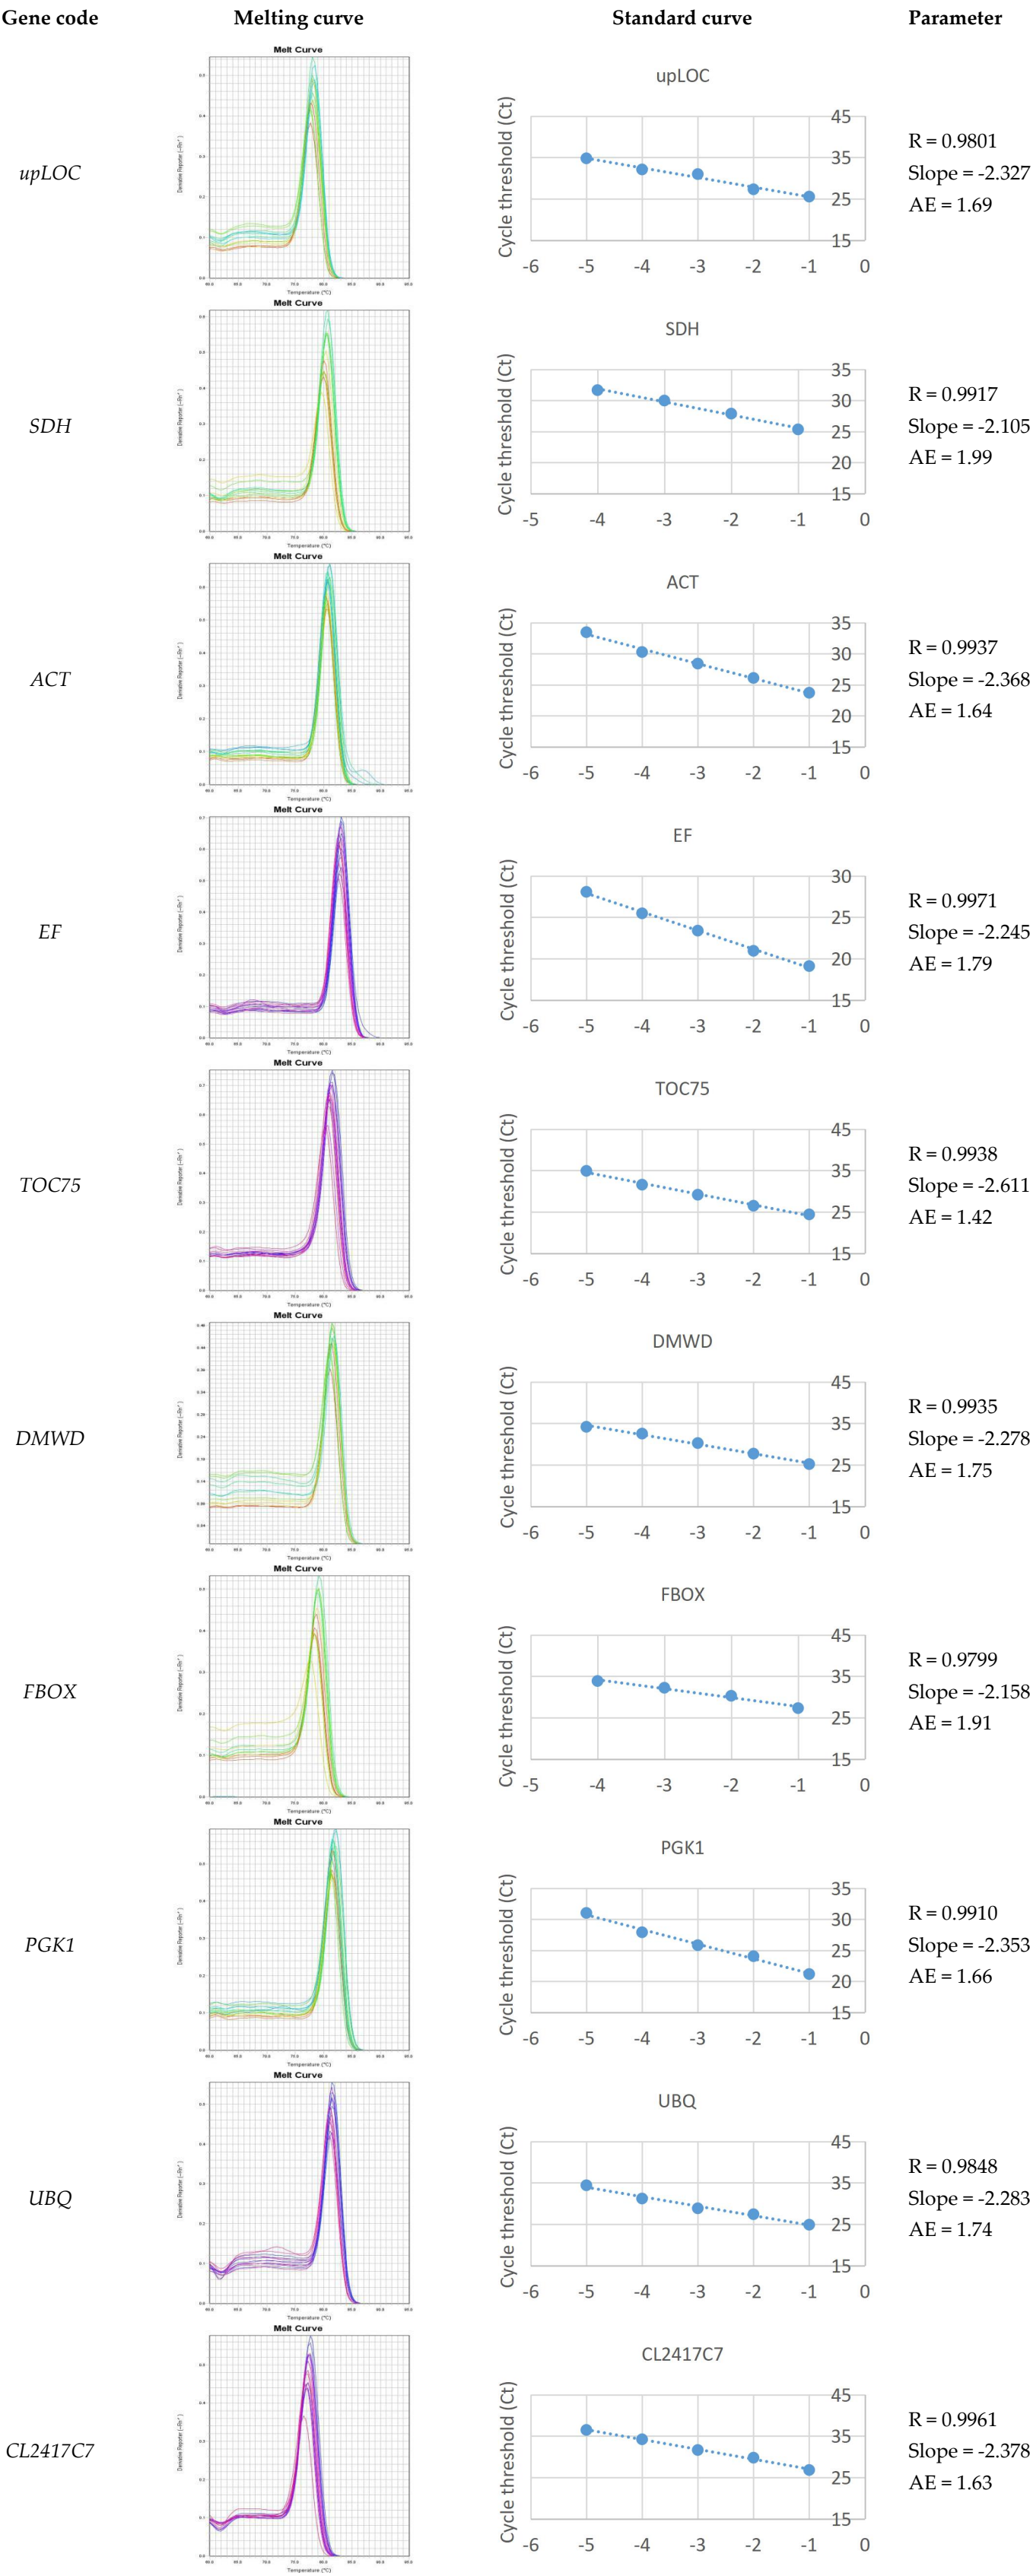 Gene code Melting curve Standard curve Parameter
Melt Curve
upLOC
upLOC
Cycle threshold (Ct)
45
35
25
15
-6 -5 -4 -3 -2 -1 0
R = 0.9801
Slope = -2.327
AE = 1.69
Temperature (°C)
Melt Curve
SDH
SDH
Cycle threshold (Ct)
35
30
25
20
15
-5 -4 -3 -2 -1 0
R = 0.9917
Slope = -2.105
AE = 1.99
Temperature (°C)
Melt Curve
ACT
ACT
Cycle threshold (Ct)
35
30
25
20
15
-6 -5 -4 -3 -2 -1 0
R = 0.9937
Slope = -2.368
AE = 1.64
Temperature (°C)
Melt Curve
EF
EF
Cycle threshold (Ct)
30
25
20
15
-6 -5 -4 -3 -2 -1 0
R = 0.9971
Slope = -2.245
AE = 1.79
Temperature (°C)
Melt Curve
TOC75
TOC75
Cycle threshold (Ct)
45
35
25
15
-6 -5 -4 -3 -2 -1 0
R = 0.9938
Slope = -2.611
AE = 1.42
Temperature (°C)
Melt Curve
DMWD
DMWD
Cycle threshold (Ct)
45
35
25
15
-6 -5 -4 -3 -2 -1 0
R = 0.9935
Slope = -2.278
AE = 1.75
Temperature (°C)
Melt Curve
FBOX
FBOX
Cycle threshold (Ct)
45
35
25
15
-5 -4 -3 -2 -1 0
R = 0.9799
Slope = -2.158
AE = 1.91
Temperature (°C)
Melt Curve
PGK1
PGK1
Cycle threshold (Ct)
35
30
25
20
15
-6 -5 -4 -3 -2 -1 0
R = 0.9910
Slope = -2.353
AE = 1.66
Temperature (°C)
Melt Curve
UBQ
UBQ
Cycle threshold (Ct)
45
35
25
15
-6 -5 -4 -3 -2 -1 0
R = 0.9848
Slope = -2.283
AE = 1.74
Temperature (°C)
Melt Curve
CL2417C7
CL2417C7
Cycle threshold (Ct)
45
35
25
15
-6 -5 -4 -3 -2 -1 0
R = 0.9961
Slope = -2.378
AE = 1.63
Temperature (°C)